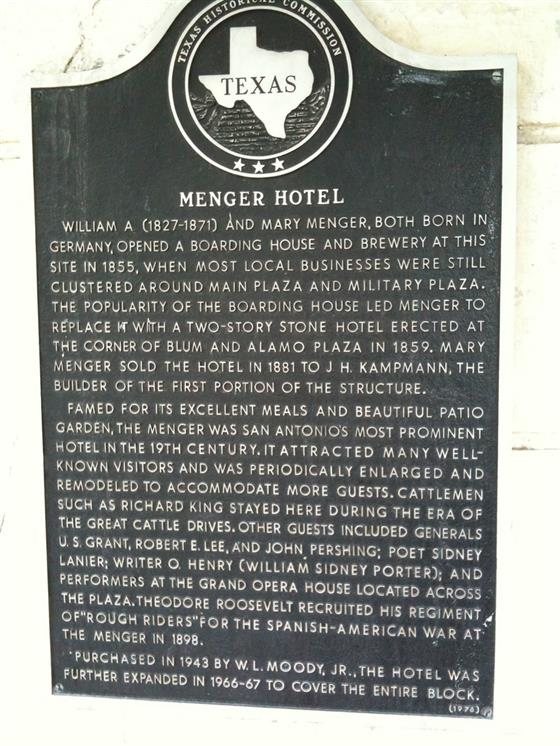 TEXAS HISTORICAL COMMISSION
TEXAS
MENGER HOTEL
WILLIAM A (1827-1871) AND MARY MENGER, BOTH BORN IN
GERMANY, OPENED A BOARDING HOUSE AND BREWERY AT THIS
SITE IN 1855, WHEN MOST LOCAL BUSINESSES WERE STILL
CLUSTERED AROUND MAIN PLAZA AND MILITARY PLAZA.
THE POPULARITY OF THE BOARDING HOUSE LED MENGER TO
REPLACE IT WITH A TWO-STORY STONE HOTEL ERECTED AT
THE CORNER OF BLUM AND ALAMO PLAZA IN 1859. MARY
MENGER SOLD THE HOTEL IN 1881 TO J H. KAMPMANN, THE
BUILDER OF THE FIRST PORTION OF THE STRUCTURE.
FAMED FOR ITS EXCELLENT MEALS AND BEAUTIFUL PATIO
GARDEN, THE MENGER WAS SAN ANTONIO'S MOST PROMINENT
HOTEL IN THE 19TH CENTURY. IT ATTRACTED MANY WELL-
KNOWN VISITORS AND WAS PERIODICALLY ENLARGED AND
REMODELED TO ACCOMMODATE MORE GUESTS. CATTLEMEN
SUCH AS RICHARD KING STAYED HERE DURING THE ERA OF
THE GREAT CATTLE DRIVES. OTHER GUESTS INCLUDED GENERALS
U. S. GRANT, ROBERT E. LEE, AND JOHN PERSHING; POET SIDNEY
LANIER; WRITER O. HENRY (WILLIAM SIDNEY PORTER); AND
PERFORMERS AT THE GRAND OPERA HOUSE LOCATED ACROSS
THE PLAZA. THEODORE ROOSEVELT RECRUITED HIS REGIMENT
OF "ROUGH RIDERS" FOR THE SPANISH-AMERICAN WAR AT
THE MENGER IN 1898.
PURCHASED IN 1943 BY W. L. MOODY, JR., THE HOTEL WAS
FURTHER EXPANDED IN 1966-67 TO COVER THE ENTIRE BLOCK.
(1976)